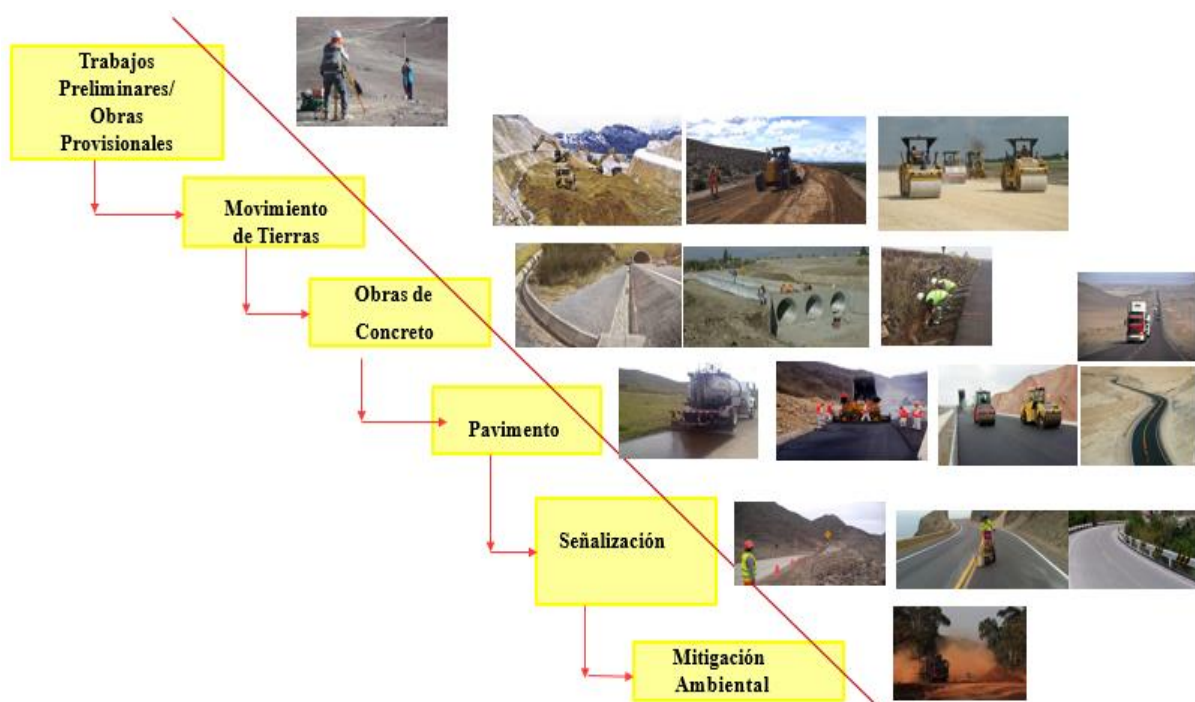 Trabajos
Preliminares/
Obras
Provisionales
Movimiento
de Tierras
Obras de
Concreto
Pavimento
Señalización
Mitigación
Ambiental